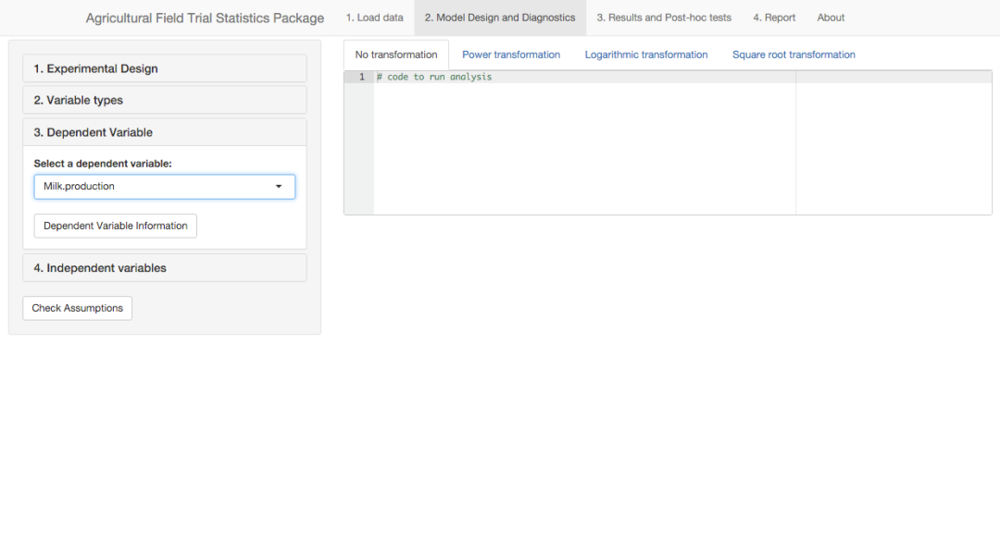 Agricultural Field Trial Statistics Package 1. Load data 2. Model Design and Diagnostics 3. Results and Post-hoc tests 4. Report About
1. Experimental Design
2. Variable types
3. Dependent Variable
Select a dependent variable:
Milk.production
Dependent Variable Information
4. Independent variables
Check Assumptions
No transformation Power transformation Logarithmic transformation Square root transformation
1 # code to run analysis